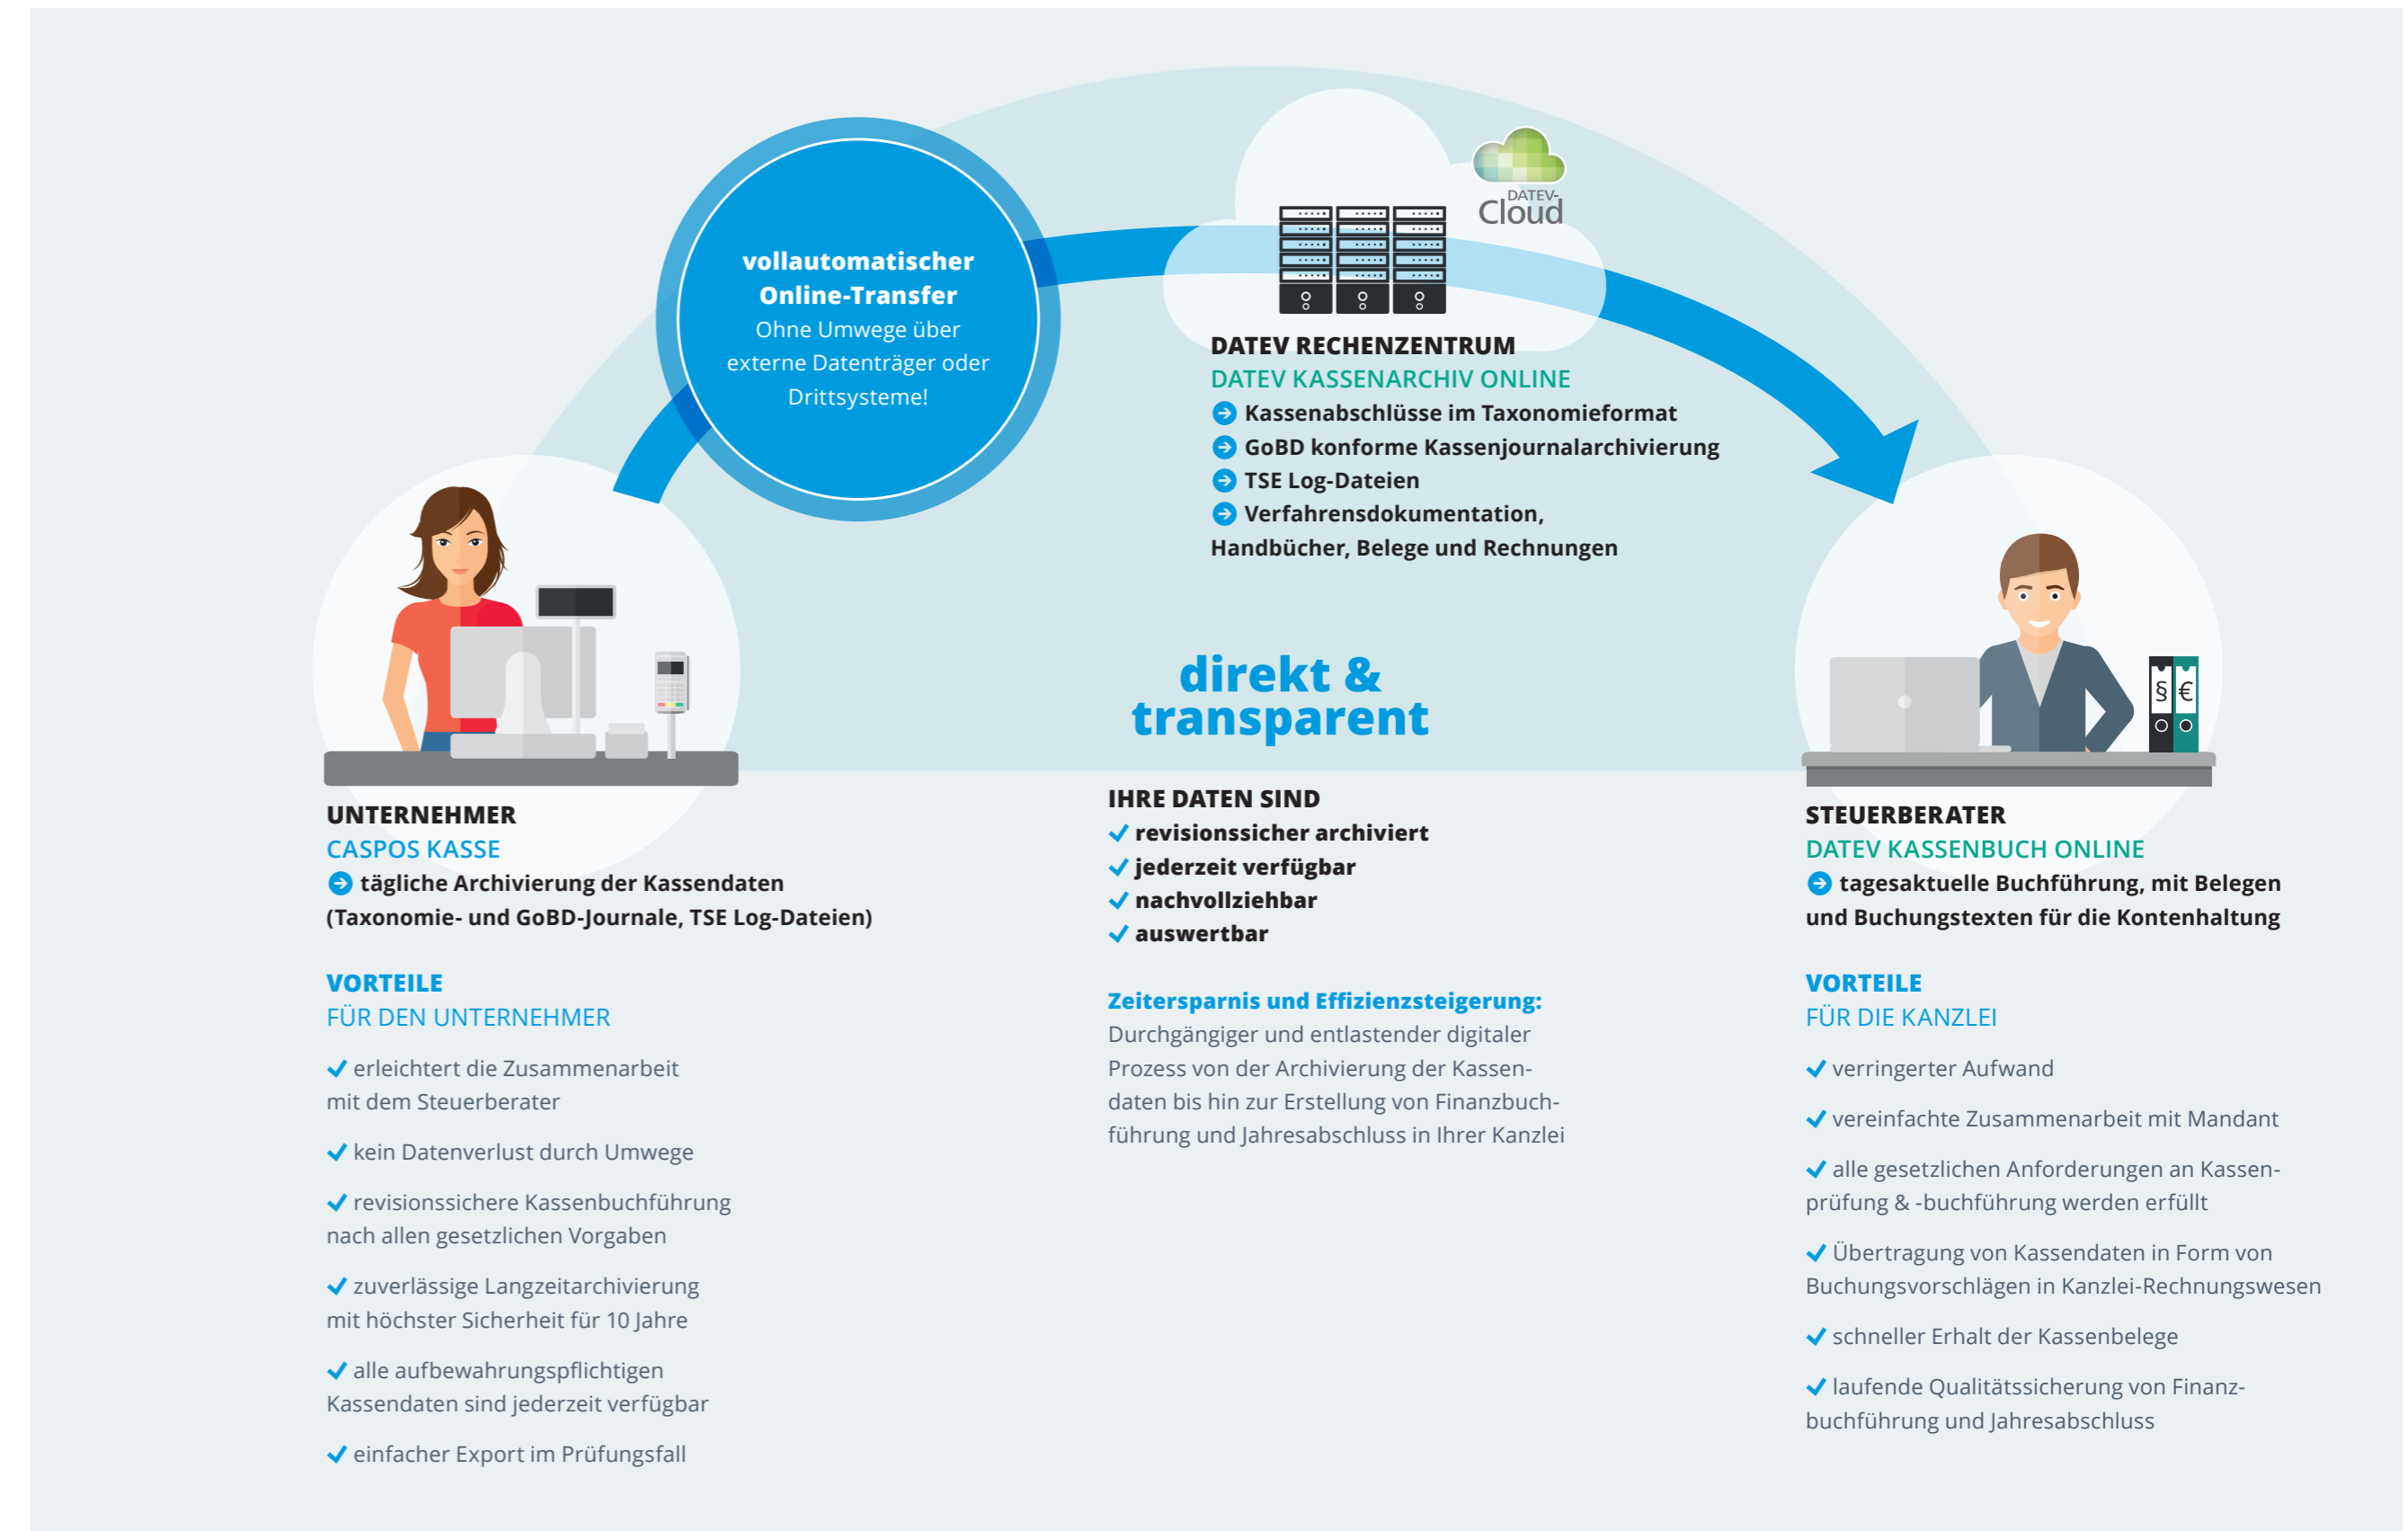 vollautomatischer
Online-Transfer
Ohne Umwege über
externe Datenträger oder
Drittsysteme!
DATEV-
Cloud
DATEV RECHENZENTRUM
DATEV KASSENARCHIV ONLINE
Kassenabschlüsse im Taxonomieformat
GoBD konforme Kassenjournalarchivierung
TSE Log-Dateien
Verfahrensdokumentation,
Handbücher, Belege und Rechnungen
§ €
direkt &
transparent
UNTERNEHMER
CASPOS KASSE
tägliche Archivierung der Kassendaten
(Taxonomie- und GoBD-Journale, TSE Log-Dateien)
VORTEILE
FÜR DEN UNTERNEHMER
erleichtert die Zusammenarbeit
mit dem Steuerberater
kein Datenverlust durch Umwege
revisionssichere Kassenbuchführung
nach allen gesetzlichen Vorgaben
zuverlässige Langzeitarchivierung
mit höchster Sicherheit für 10 Jahre
alle aufbewahrungspflichtigen
Kassendaten sind jederzeit verfügbar
einfacher Export im Prüfungsfall
IHRE DATEN SIND
revisionssicher archiviert
jederzeit verfügbar
nachvollziehbar
auswertbar
Zeitersparnis und Effizienzsteigerung:
Durchgängiger und entlastender digitaler
Prozess von der Archivierung der Kassen-
daten bis hin zur Erstellung von Finanzbuch-
führung und Jahresabschluss in Ihrer Kanzlei
STEUERBERATER
DATEV KASSENBUCH ONLINE
tagesaktuelle Buchführung, mit Belegen
und Buchungstexten für die Kontenhaltung
VORTEILE
FÜR DIE KANZLEI
verringerter Aufwand
vereinfachte Zusammenarbeit mit Mandant
alle gesetzlichen Anforderungen an Kassen-
prüfung & -buchführung werden erfüllt
Übertragung von Kassendaten in Form von
Buchungsvorschlägen in Kanzlei-Rechnungswesen
schneller Erhalt der Kassenbelege
laufende Qualitätssicherung von Finanz-
buchführung und Jahresabschluss